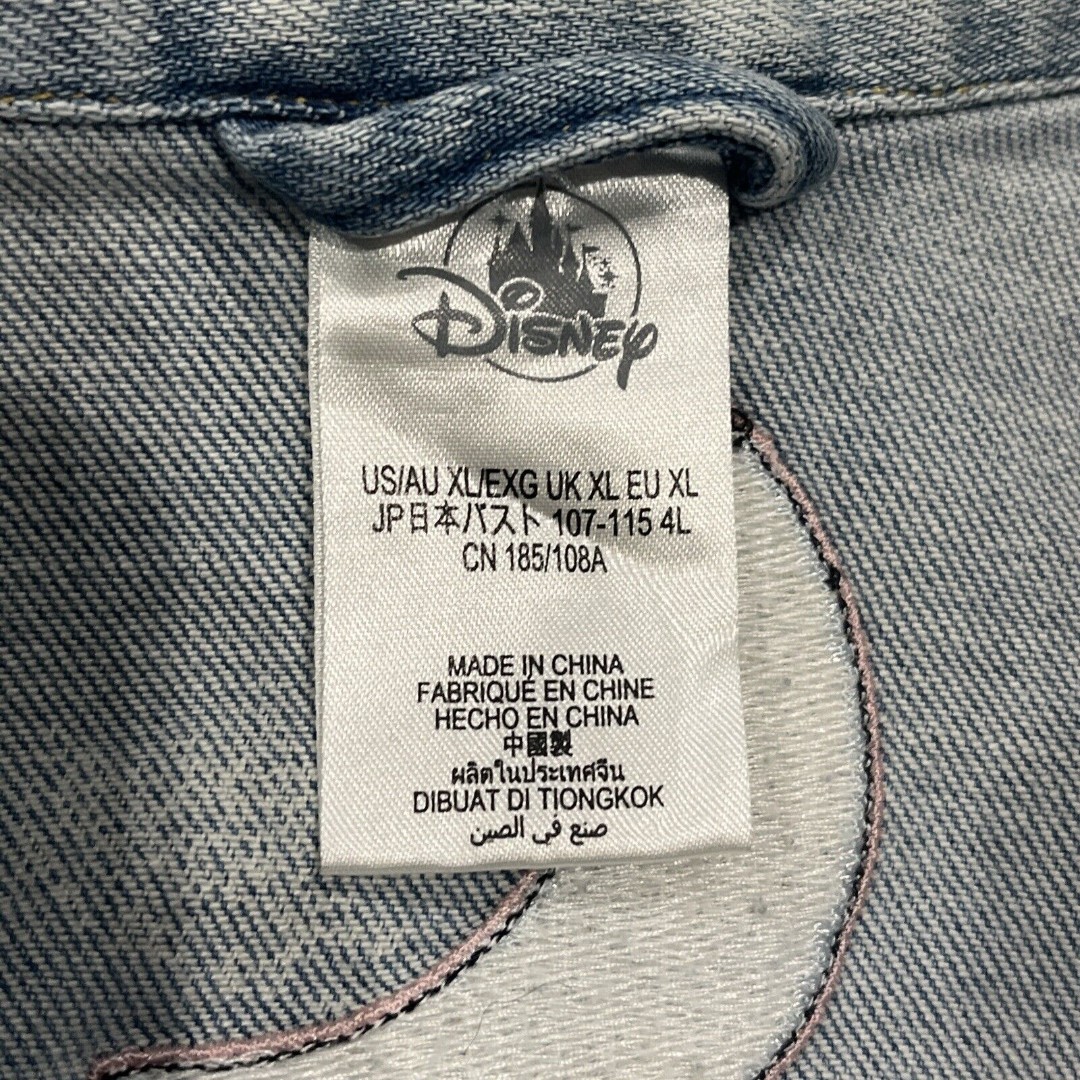 Disney
US/AU XL/EXG UK XL EU XL
JP日本バスト 107-115 4L
CN 185/108A
MADE IN CHINA
FABRIQUÉ EN CHINE
HECHO EN CHINA
中國製
ผลิตในประเทศจีน
DIBUAT DI TIONGKOK
صنع في الصين